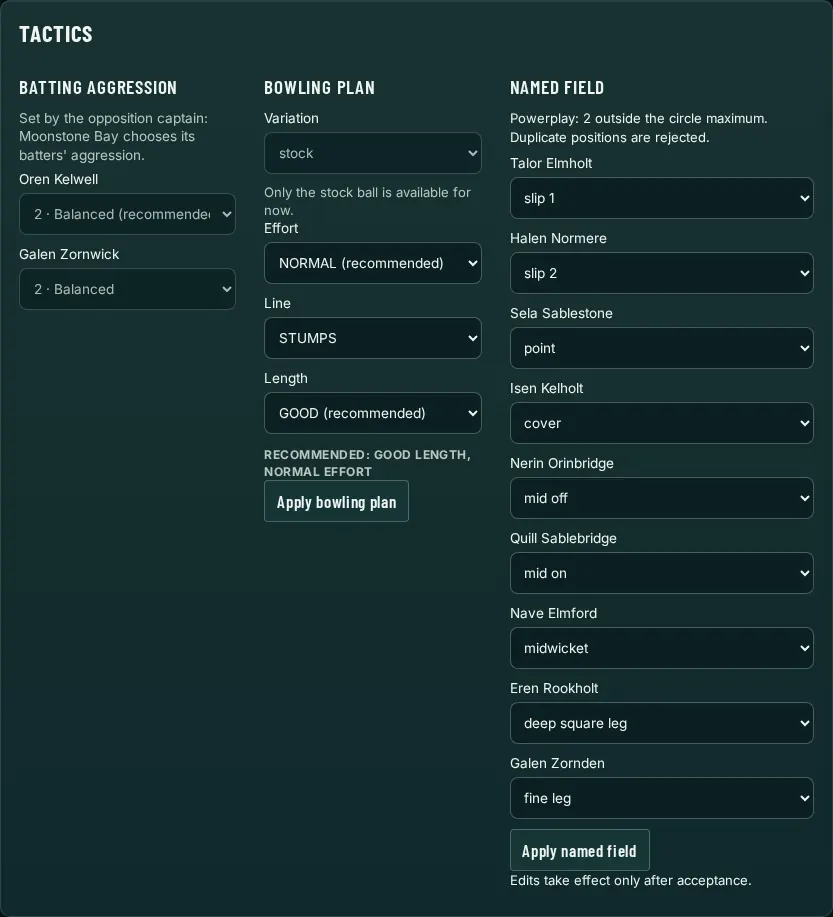 TACTICS
BATTING AGGRESSION
Set by the opposition captain:
Moonstone Bay chooses its
batters' aggression.
Oren Kelwell
2 · Balanced (recommende
Galen Zornwick
2 · Balanced
BOWLING PLAN
Variation
stock
Only the stock ball is available for
now.
Effort
NORMAL (recommended)
Line
STUMPS
Length
GOOD (recommended)
RECOMMENDED: GOOD LENGTH,
NORMAL EFFORT
Apply bowling plan
NAMED FIELD
Powerplay: 2 outside the circle maximum.
Duplicate positions are rejected.
Talor Elmholt
slip 1
Halen Normere
slip 2
Sela Sablestone
point
Isen Kelholt
cover
Nerin Orinbridge
mid off
Quill Sablebridge
mid on
Nave Elmford
midwicket
Eren Rookholt
deep square leg
Galen Zornden
fine leg
Apply named field
Edits take effect only after acceptance.